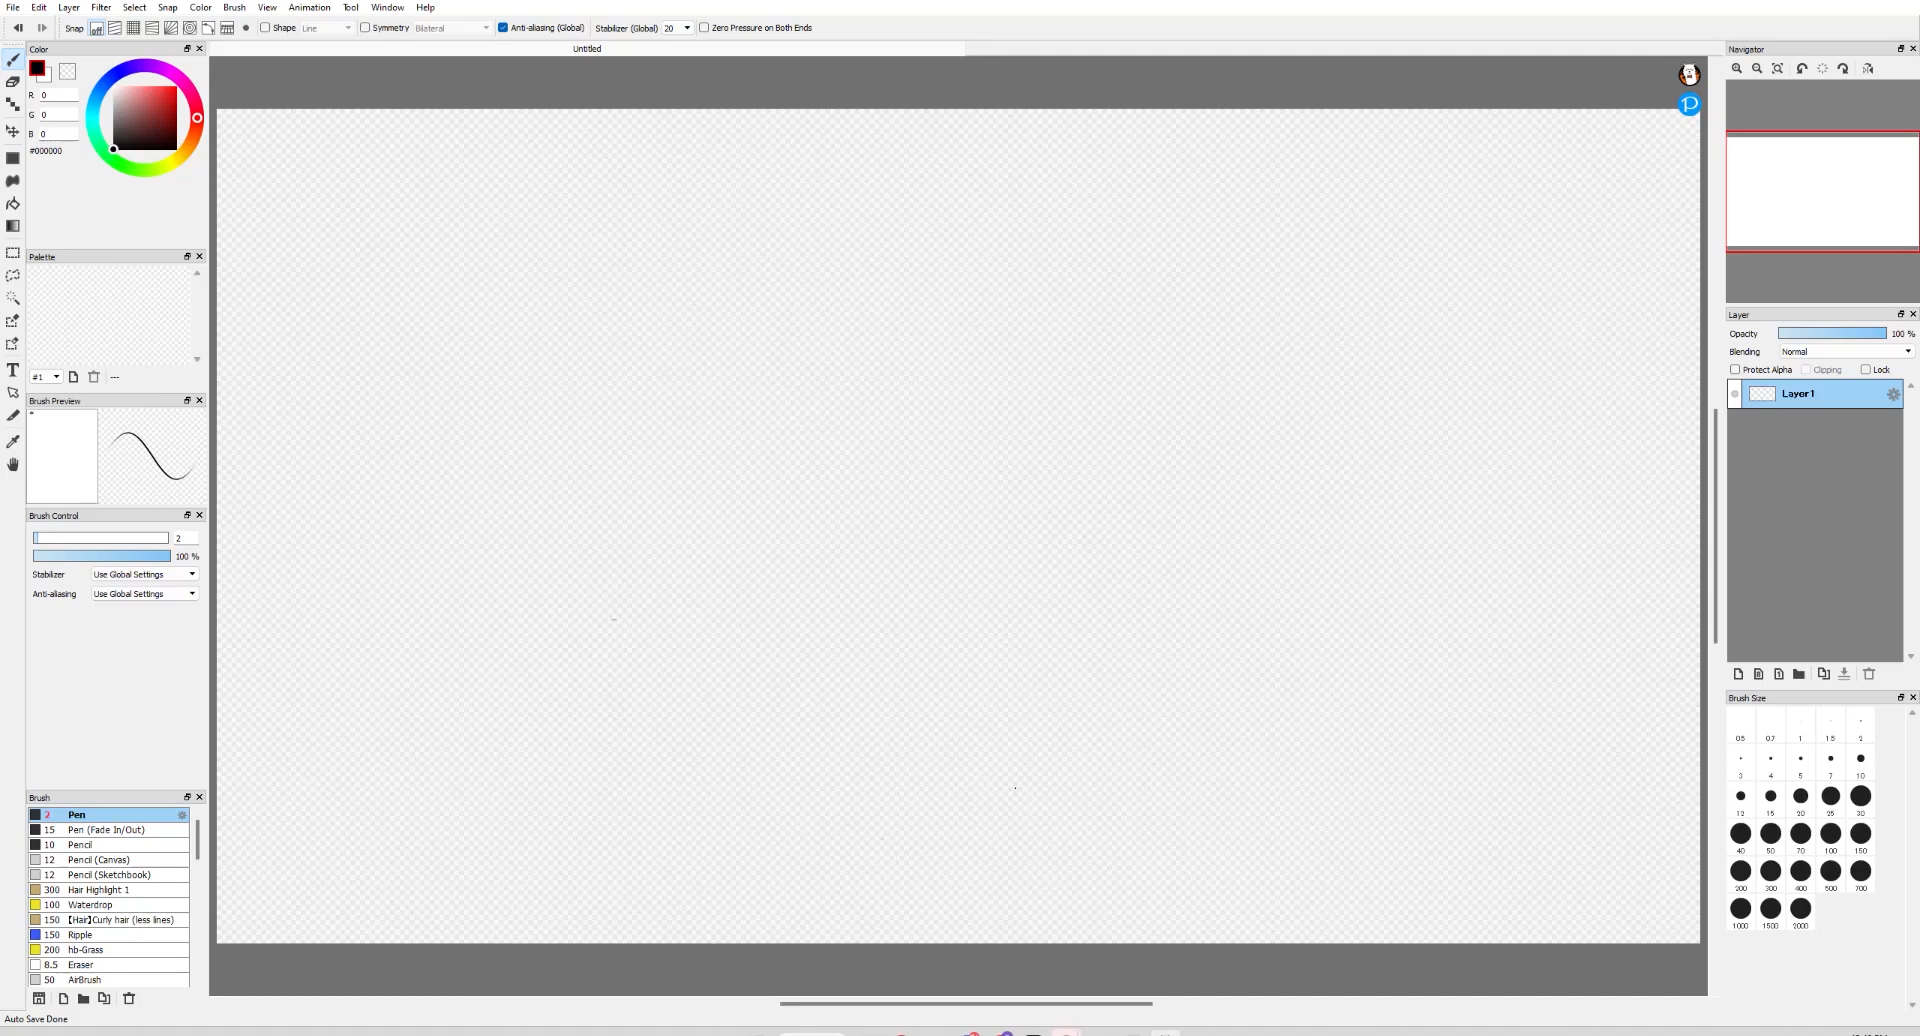 File Edit Layer Filter Select Snap Color Brush View Animation Tool Window Help
Snap off Shape Line Symmetry Bilateral Anti-aliasing (Global) Stabilizer (Global) 20 Zero Pressure on Both Ends
Color
R 0
G 0
B 0
#000000
Palette
#1 ---
Brush Preview
Brush Control
2
100 %
Stabilizer Use Global Settings
Anti-aliasing Use Global Settings
Brush
2 Pen
15 Pen (Fade In/Out)
10 Pencil
12 Pencil (Canvas)
12 Pencil (Sketchbook)
300 Hair Highlight 1
100 Waterdrop
150 【Hair】Curly hair (less lines)
150 Ripple
200 hb-Grass
8.5 Eraser
50 AirBrush
Auto Save Done
Untitled
Navigator
Layer
Opacity 100 %
Blending Normal
Protect Alpha Clipping Lock
Layer1
Brush Size
0.5 0.7 1 1.5 2
3 4 5 7 10
12 15 20 25 30
40 50 70 100 150
200 300 400 500 700
1000 1500 2000